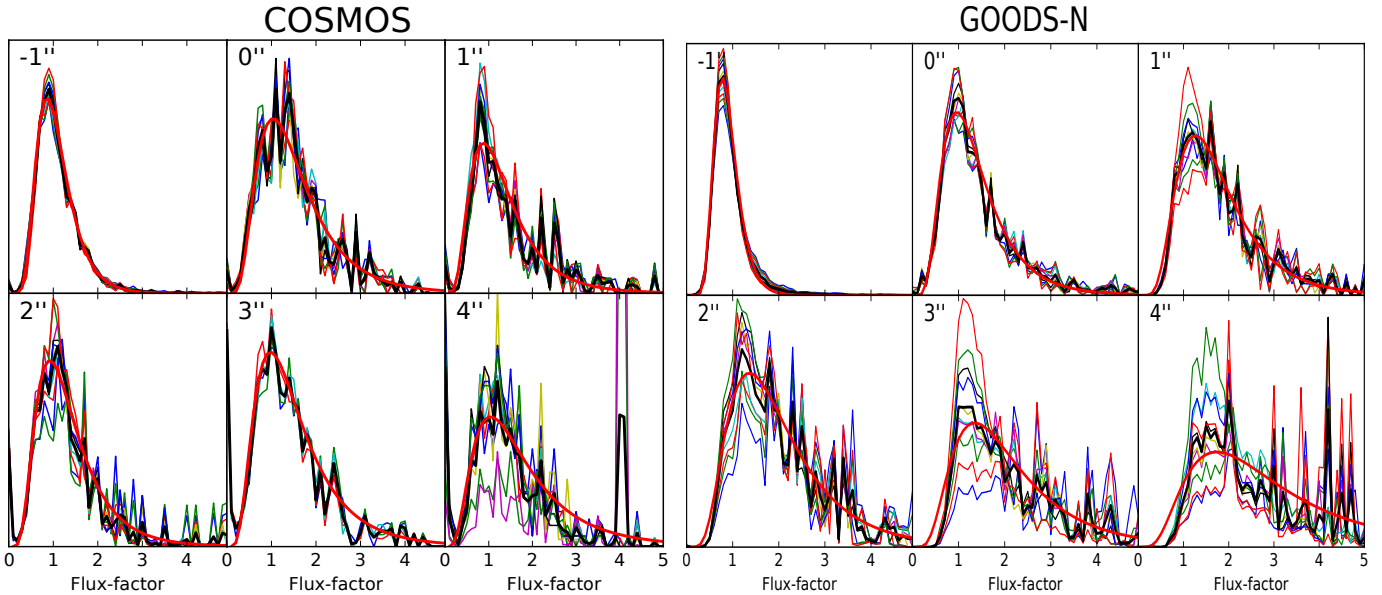 COSMOS
GOODS-N
-1''
0''
1''
-1'
0''
1''
2''
3''
4''
2''
3''
4''
0 1 2 3 4 0 1 2 3 4 0 1 2 3 4 5
0 1 2 3 4 0 1 2 3 4 0 1 2 3 4 5
Flux-factor
Flux-factor
Flux-factor
Flux-factor
Flux-factor
Flux-factor